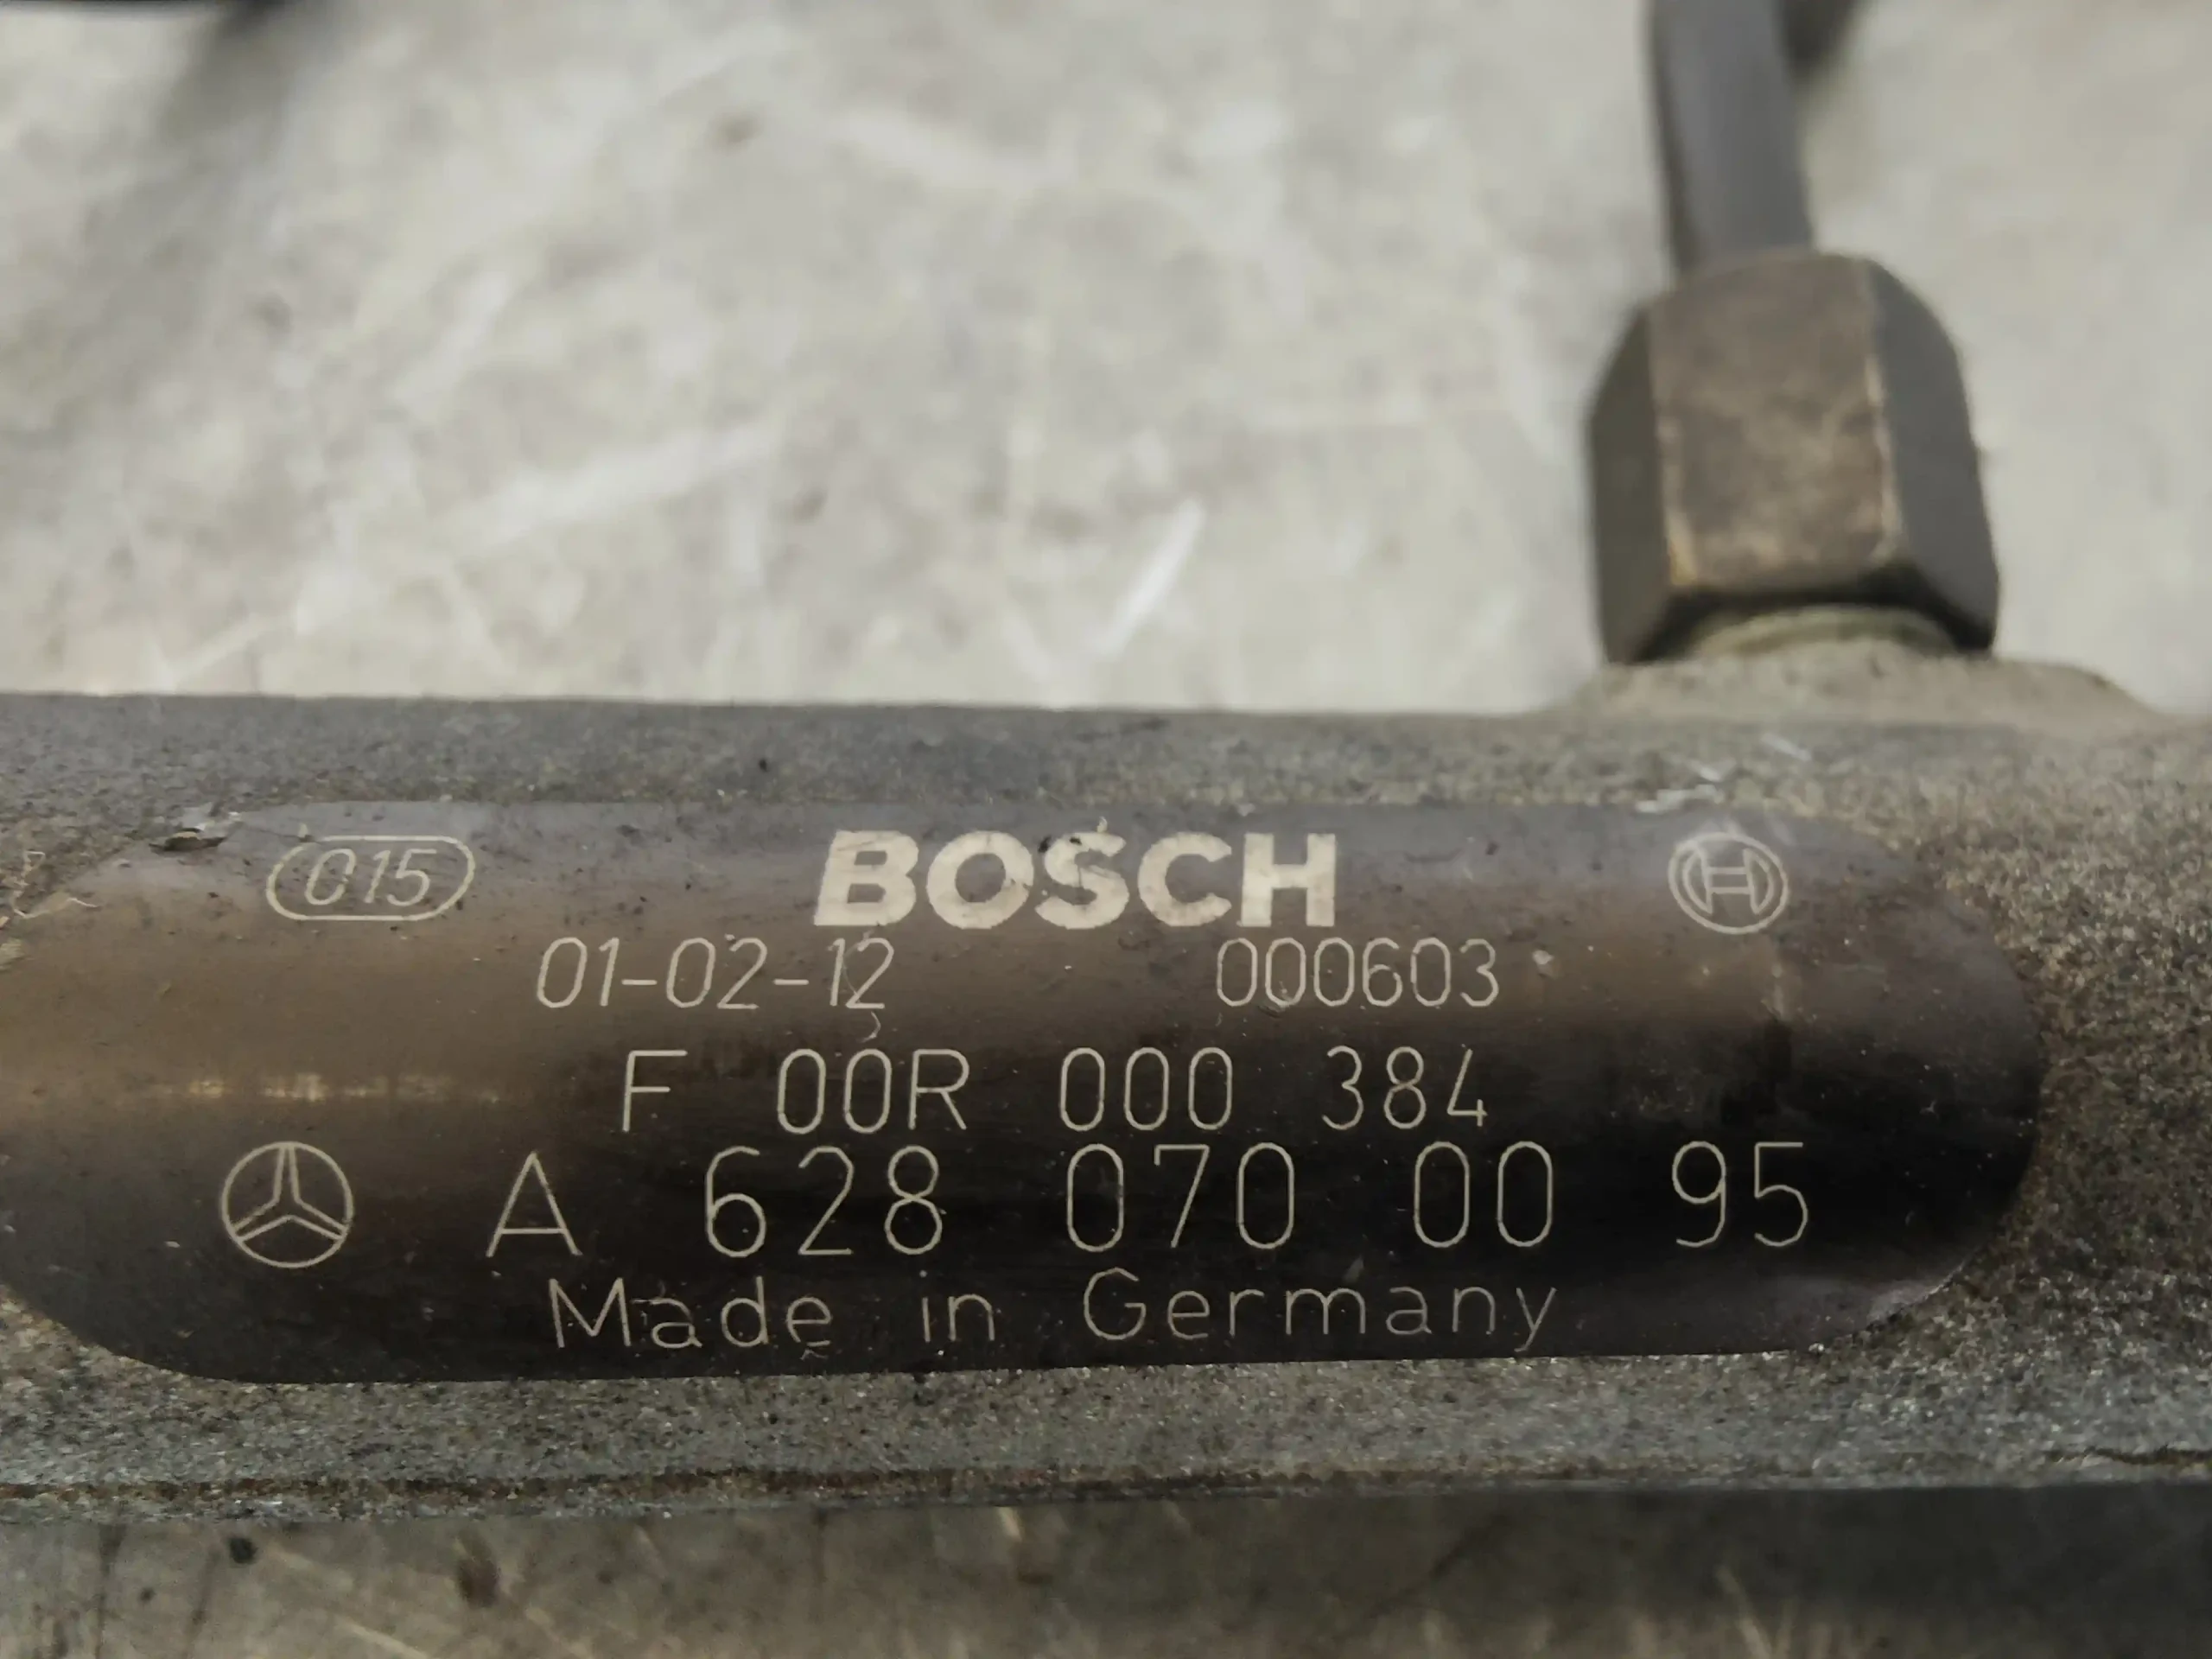 015 BOSCH
01-02-12 000603
F 00R 000 384
A 628 070 00 95
Made in Germany